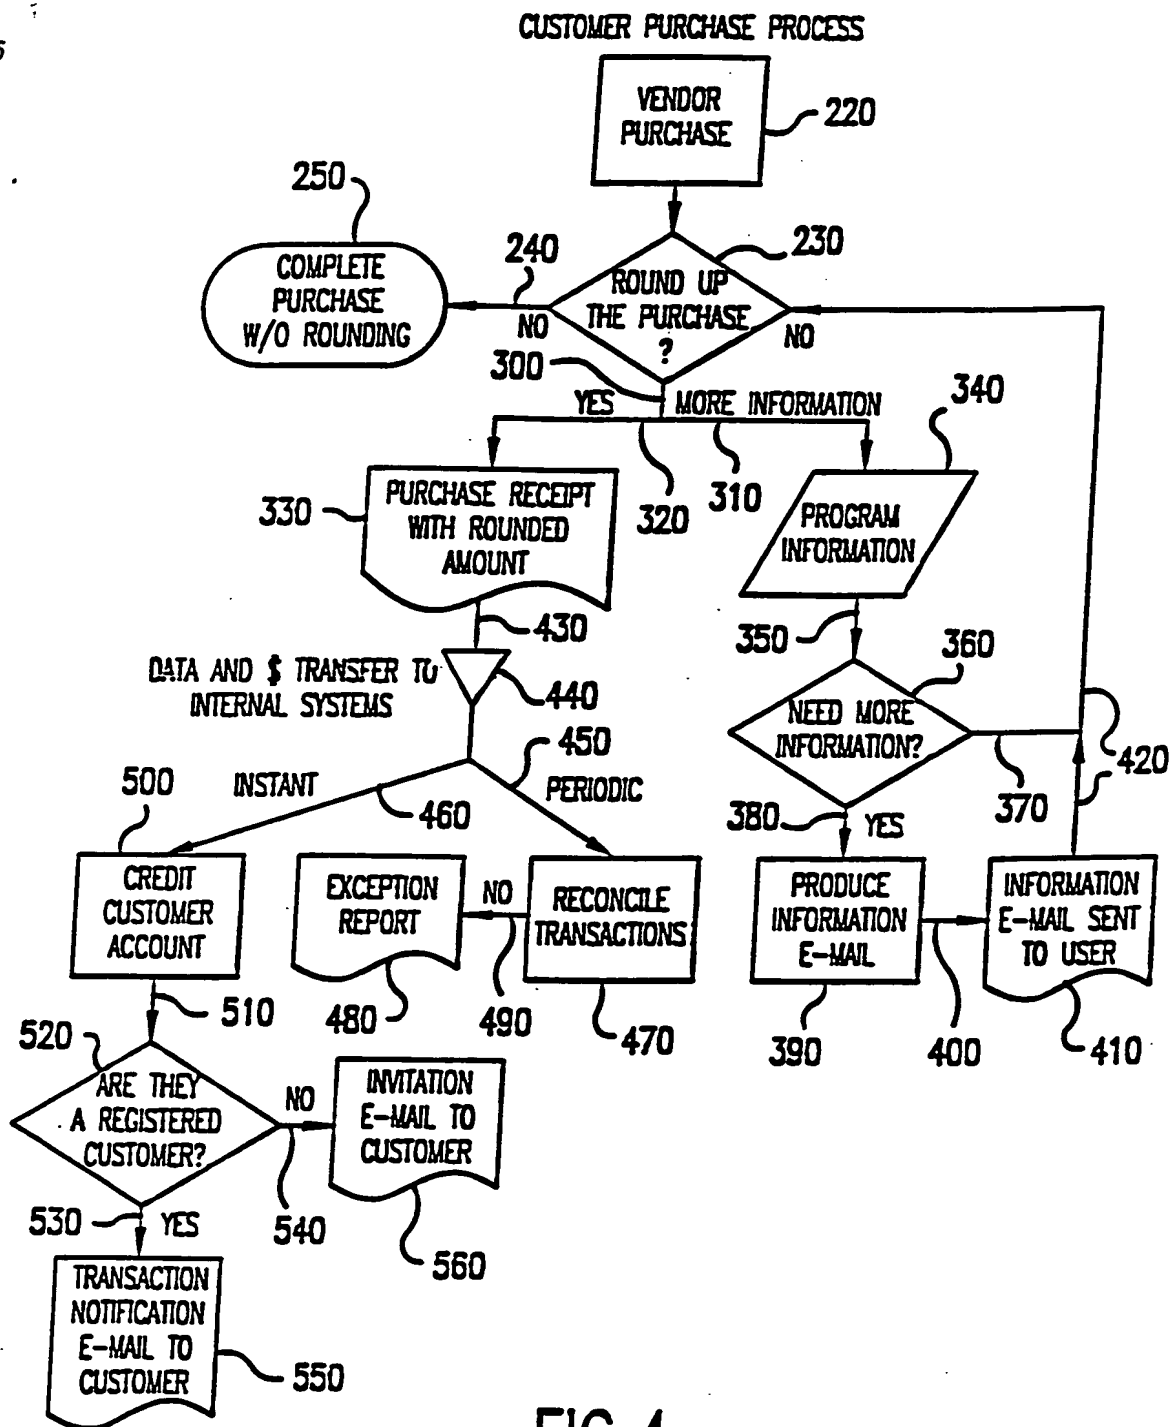 CUSTOMER PURCHASE PROCESS
VENDOR
PURCHASE
220
250
COMPLETE
PURCHASE
W/O ROUNDING
240
NO
230
ROUND UP
THE PURCHASE
?
NO
300
YES
MORE INFORMATION
340
330
PURCHASE RECEIPT
WITH ROUNDED
AMOUNT
320
310
PROGRAM
INFORMATION
430
350
360
DATA AND $ TRANSFER TO
INTERNAL SYSTEMS
440
NEED MORE
INFORMATION?
450
370
420
500
INSTANT
460
PERIODIC
380
YES
CREDIT
CUSTOMER
ACCOUNT
EXCEPTION
REPORT
NO
RECONCILE
TRANSACTIONS
PRODUCE
INFORMATION
E-MAIL
INFORMATION
E-MAIL SENT
TO USER
510
480
490
470
390
400
410
520
ARE THEY
A REGISTERED
CUSTOMER?
NO
INVITATION
E-MAIL TO
CUSTOMER
530
YES
540
560
TRANSACTION
NOTIFICATION
E-MAIL TO
CUSTOMER
550